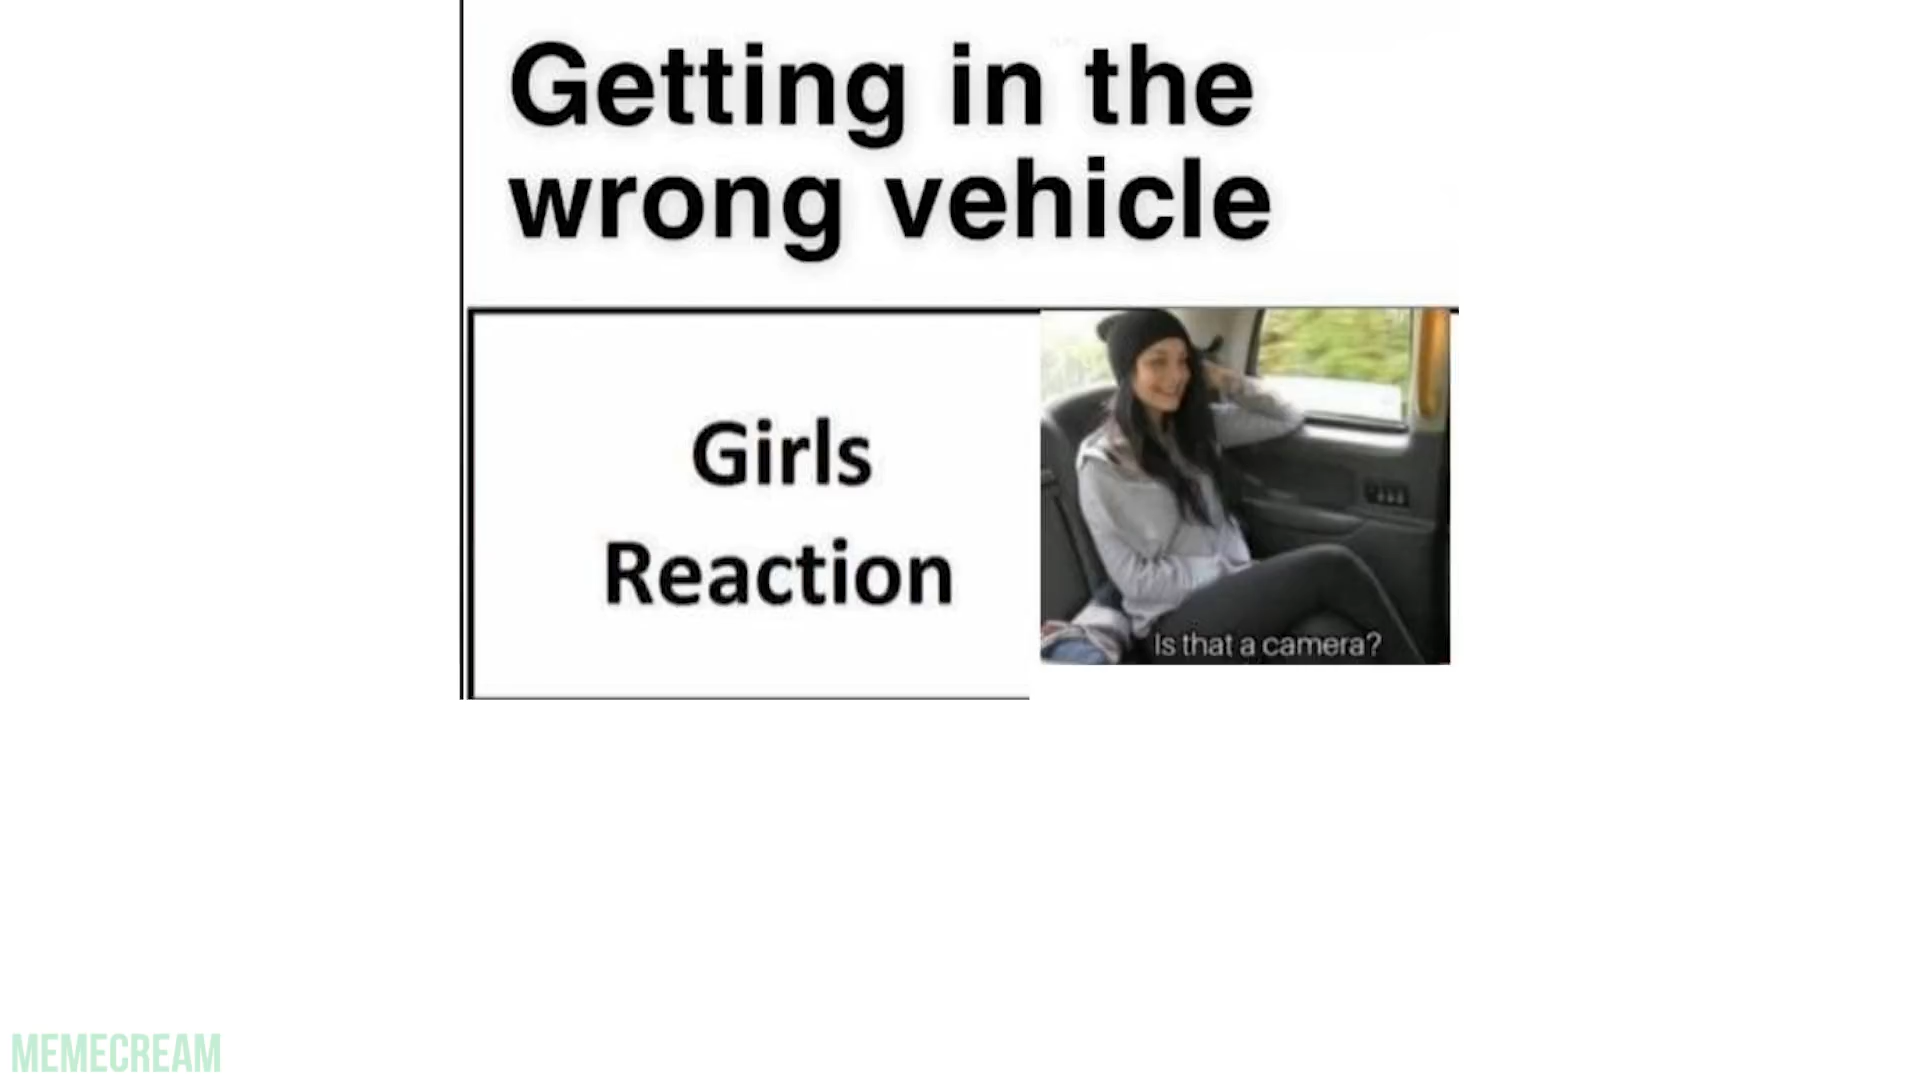 Getting in the
wrong vehicle
Girls
Reaction
Is that a camera?
MEMECREAM